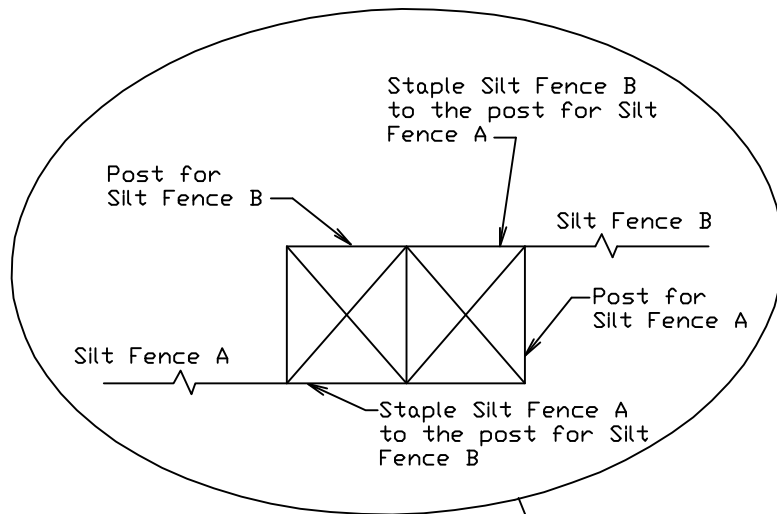 Staple Silt Fence B
to the post for Silt
Fence A
Post for
Silt Fence B
Silt Fence B
Post for
Silt Fence A
Silt Fence A
Staple Silt Fence A
to the post for Silt
Fence B